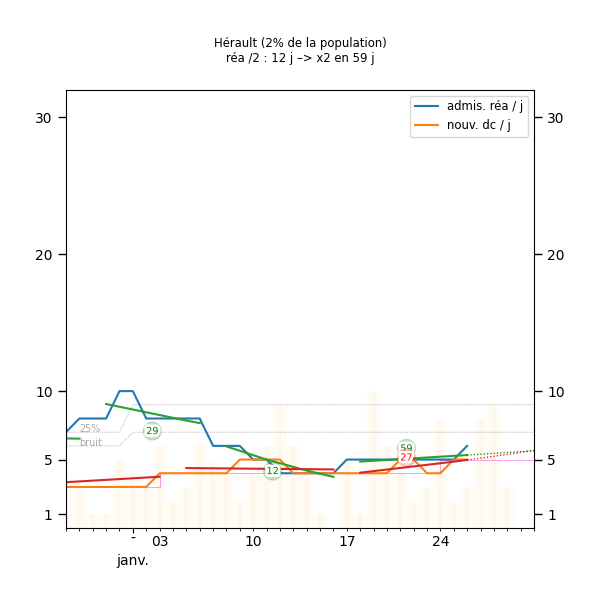 Hérault (2% de la population)
réa /2 : 12 j –> x2 en 59 j
admis. réa / j
nouv. dc / j
30
30
20
20
10
10
25%
bruit
29
59
27
12
5
5
1
1
- 03 10 17 24
janv.